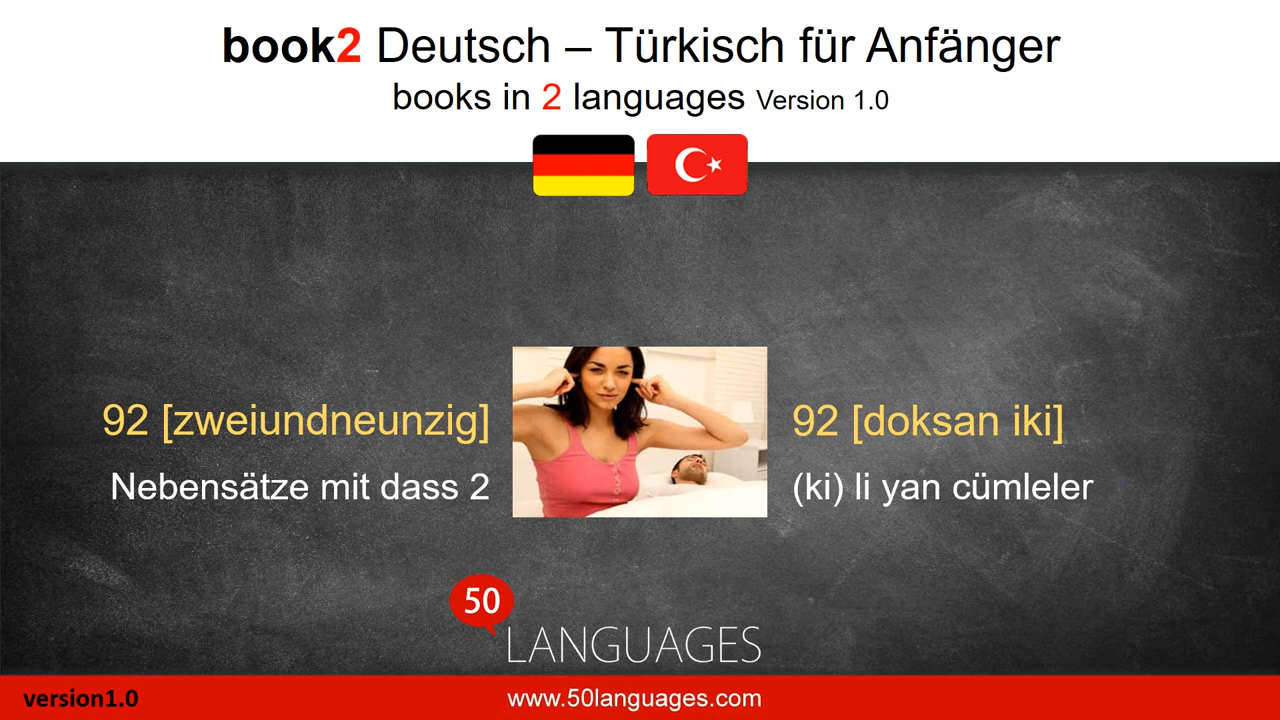 book2 Deutsch – Türkisch für Anfänger
books in 2 languages Version 1.0
92 [zweiundneunzig]
Nebensätze mit dass 2
92 [doksan iki]
(ki) li yan cümleler
50
LANGUAGES
version1.0
www.50languages.com